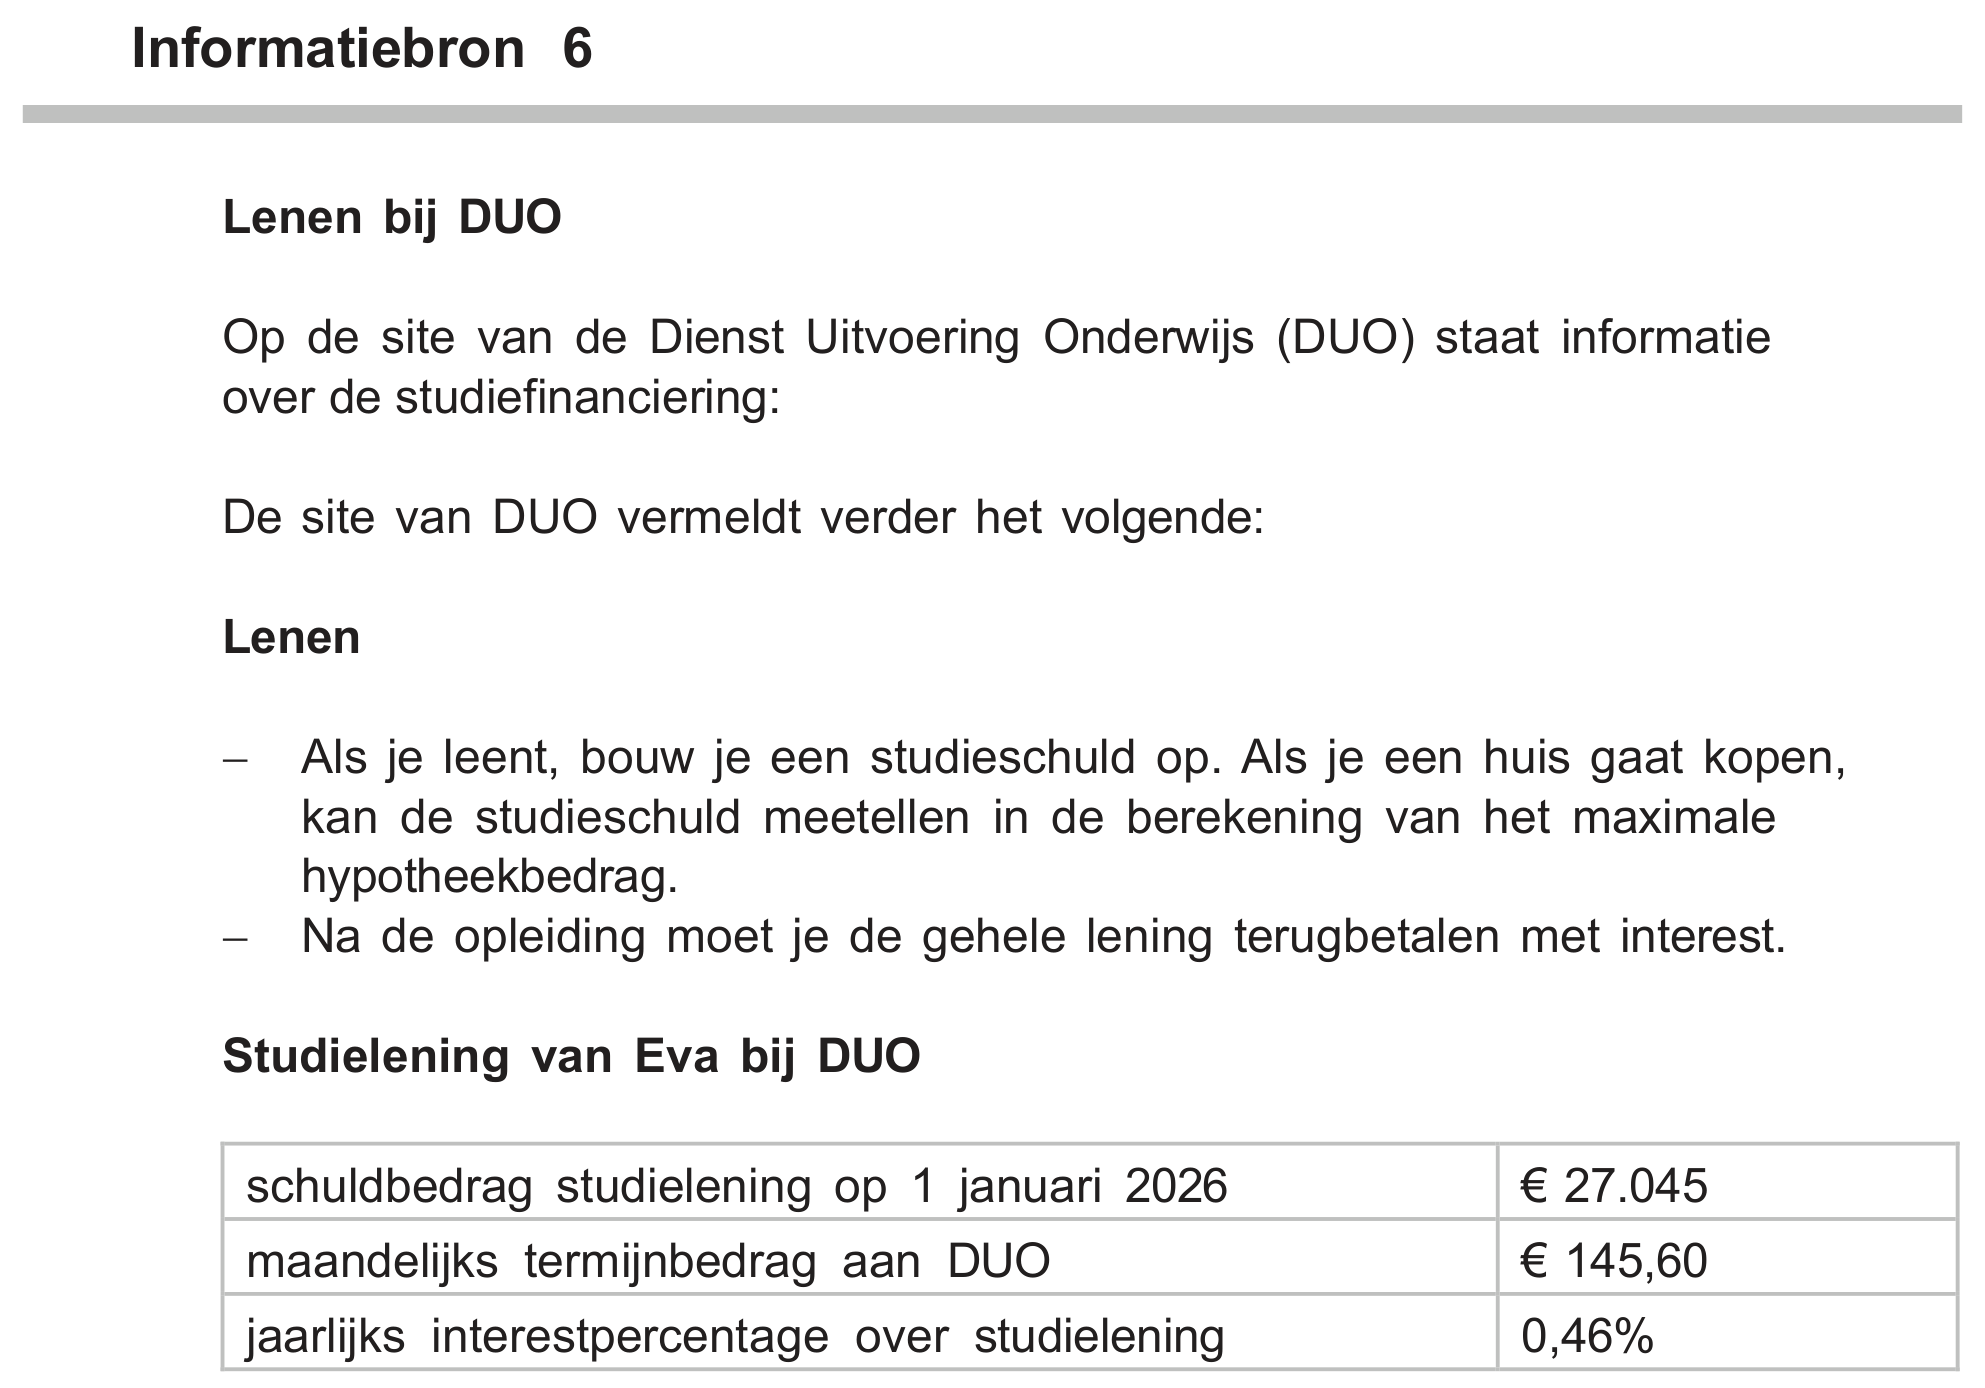 Informatiebron 6
Lenen bij DUO
Op de site van de Dienst Uitvoering Onderwijs (DUO) staat informatie
over de studiefinanciering:
De site van DUO vermeldt verder het volgende:
Lenen
– Als je leent, bouw je een studieschuld op. Als je een huis gaat kopen,
kan de studieschuld meetellen in de berekening van het maximale
hypotheekbedrag.
– Na de opleiding moet je de gehele lening terugbetalen met interest.
Studielening van Eva bij DUO
schuldbedrag studielening op 1 januari 2026 € 27.045
maandelijks termijnbedrag aan DUO € 145,60
jaarlijks interestpercentage over studielening 0,46%